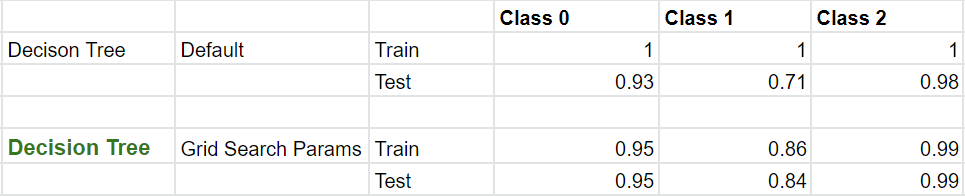 Class 0 Class 1 Class 2
Decison Tree Default Train 1 1 1
Test 0.93 0.71 0.98
Decision Tree Grid Search Params Train 0.95 0.86 0.99
Test 0.95 0.84 0.99